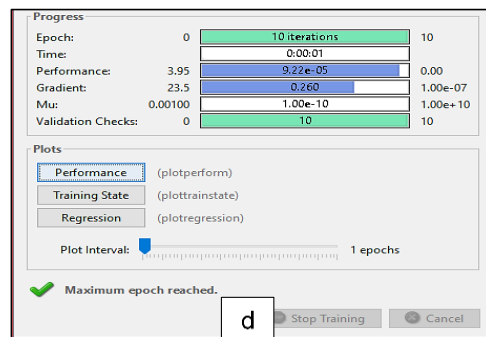 Progress
Epoch: 0 10 iterations 10
Time: 0:00:01
Performance: 3.95 9.22e-05 0.00
Gradient: 23.5 0.260 1.00e-07
Mu: 0.00100 1.00e-10 1.00e+10
Validation Checks: 0 10 10
Plots
Performance (plotperform)
Training State (plottrainstate)
Regression (plotregression)
Plot Interval: 1 epochs
Maximum epoch reached.
d Stop Training Cancel